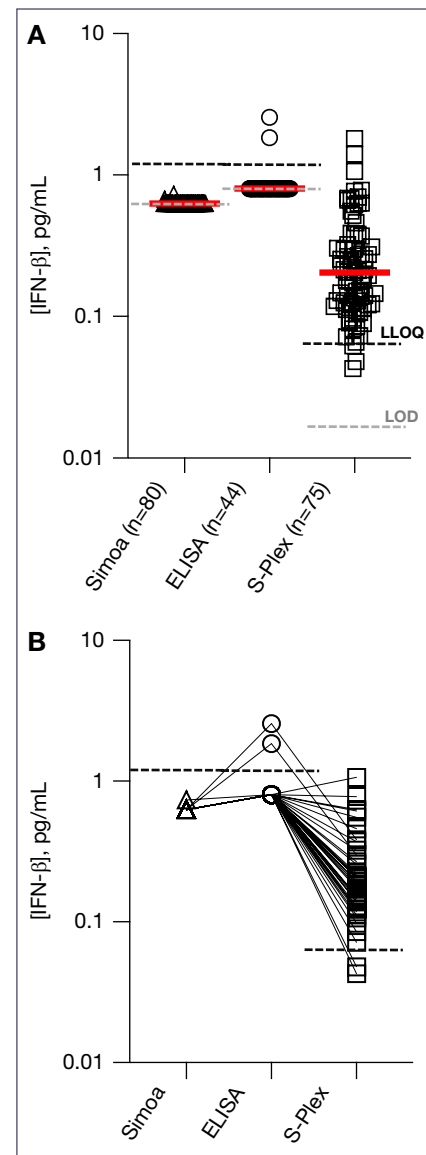 A
10
1
0.1
0.01
[IFN-β], pg/mL
LLOQ
LOD
Simoa (n=80)
ELISA (n=44)
S-Plex (n=75)
B
10
1
0.1
0.01
[IFN-β], pg/mL
Simoa
ELISA
S-Plex